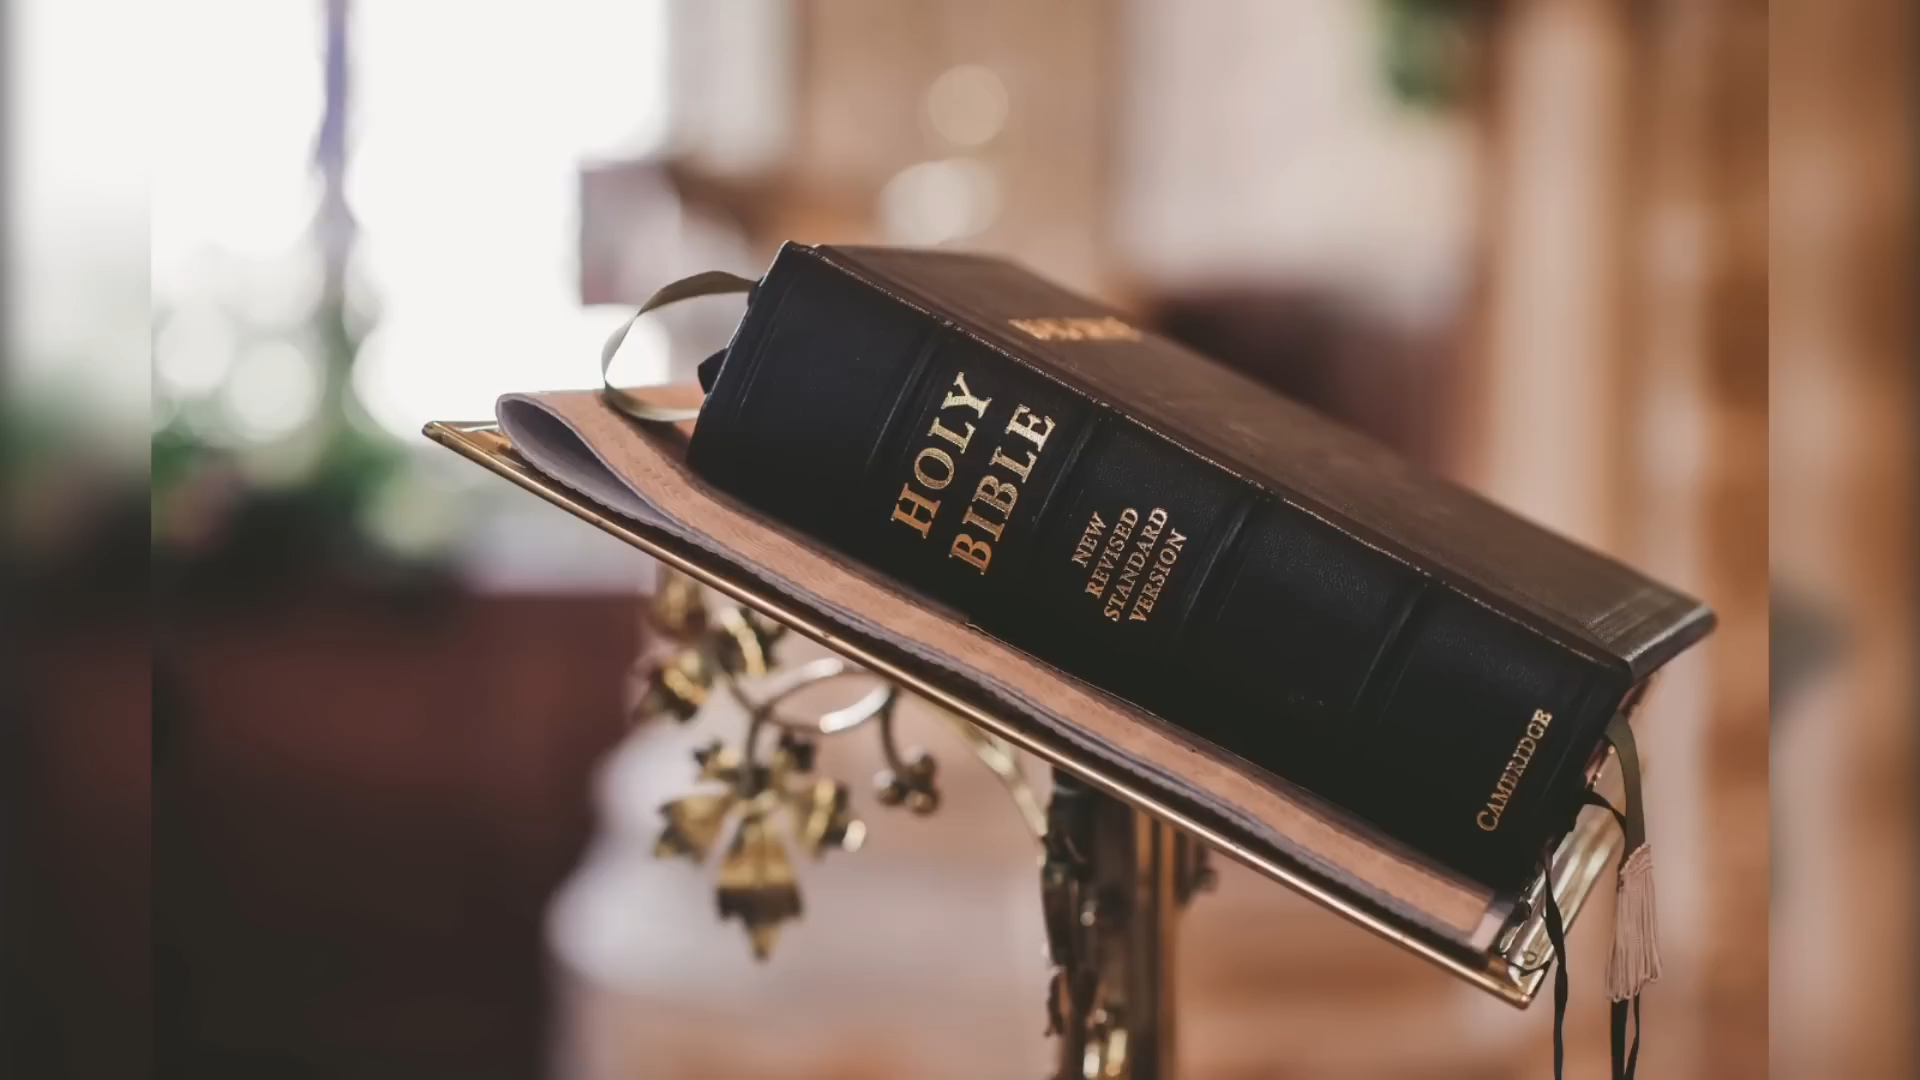 HOLY
BIBLE
NEW
REVISED
STANDARD
VERSION
CAMBRIDGE